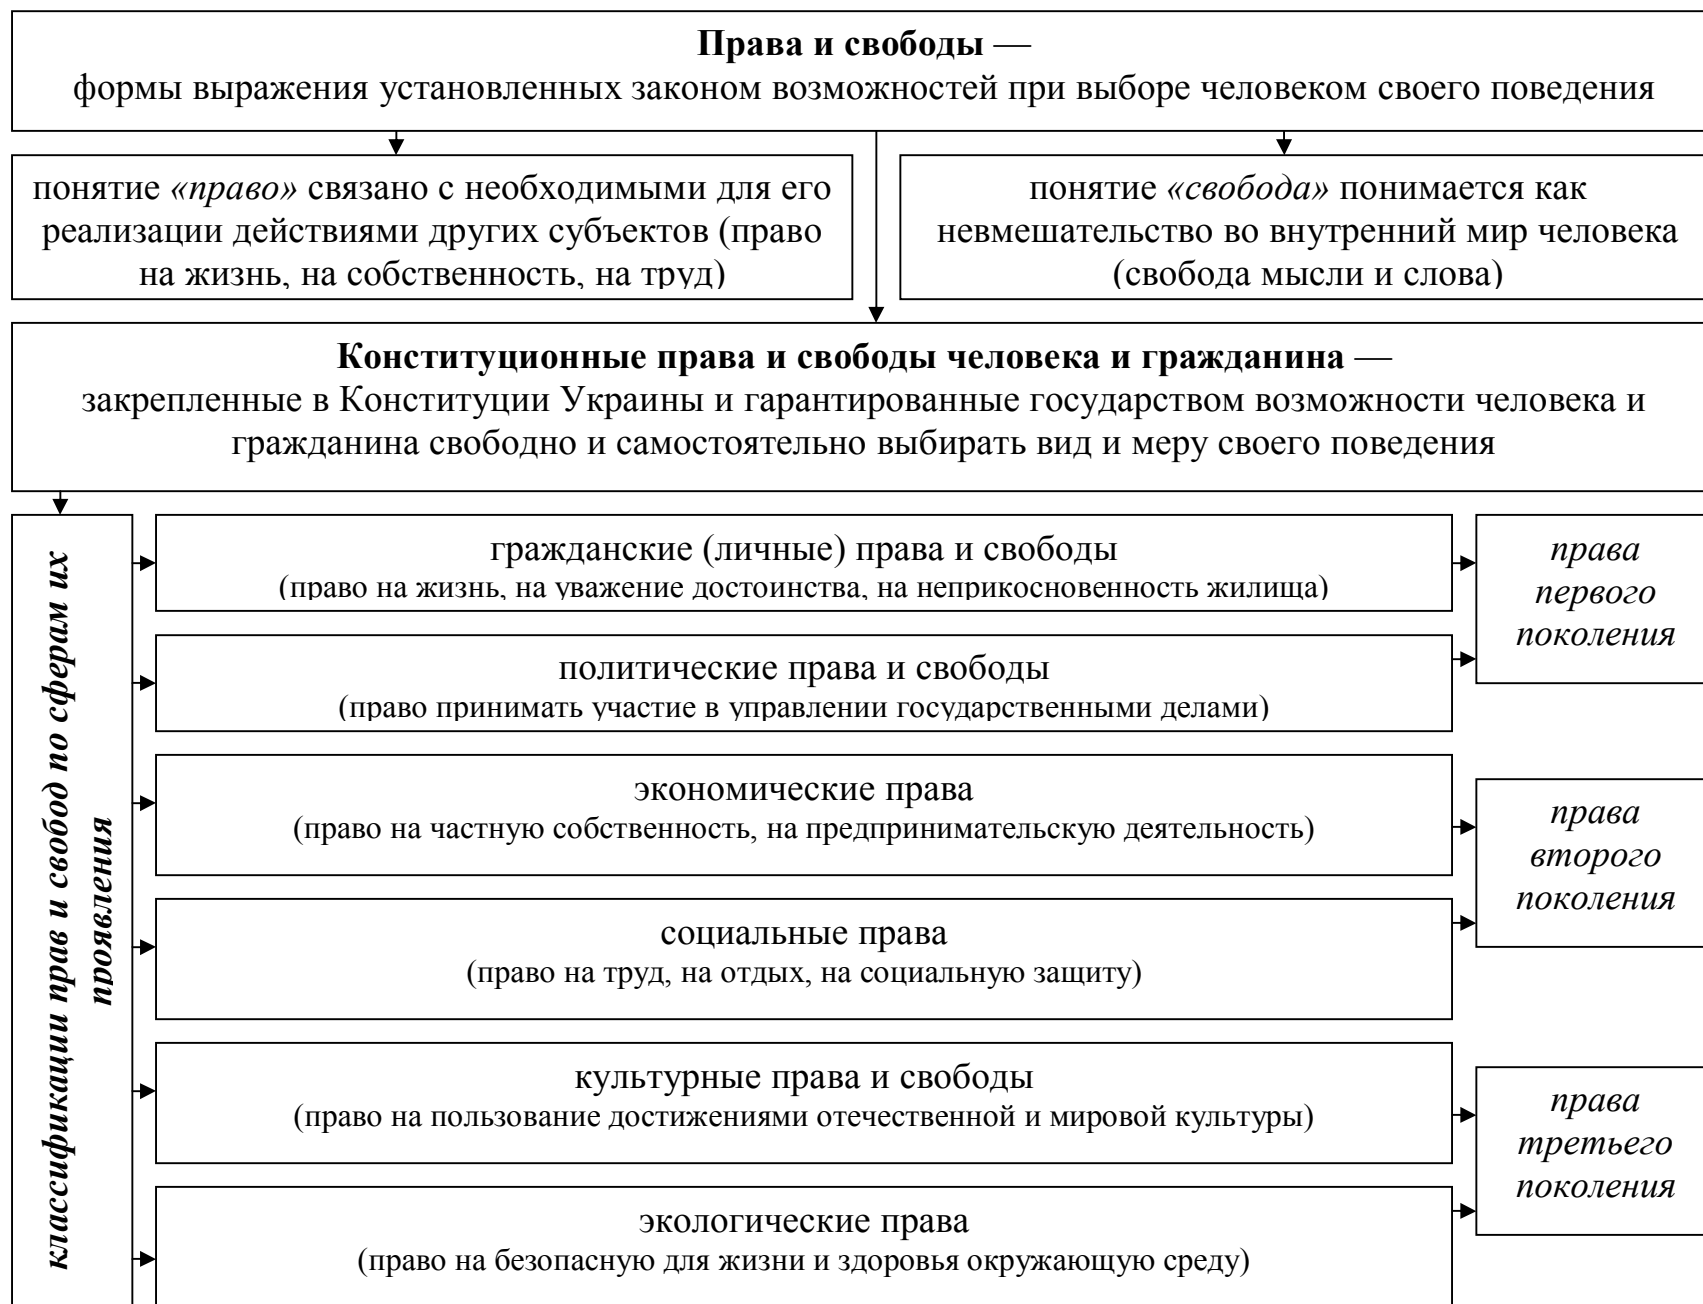 Права и свободы —
формы выражения установленных законом возможностей при выборе человеком своего поведения
понятие «право» связано с необходимыми для его
реализации действиями других субъектов (право
на жизнь, на собственность, на труд)
понятие «свобода» понимается как
невмешательство во внутренний мир человека
(свобода мысли и слова)
Конституционные права и свободы человека и гражданина —
закрепленные в Конституции Украины и гарантированные государством возможности человека и
гражданина свободно и самостоятельно выбирать вид и меру своего поведения
классификации прав и свобод по сферам их
проявления
гражданские (личные) права и свободы
(право на жизнь, на уважение достоинства, на неприкосновенность жилища)
политические права и свободы
(право принимать участие в управлении государственными делами)
права
первого
поколения
экономические права
(право на частную собственность, на предпринимательскую деятельность)
социальные права
(право на труд, на отдых, на социальную защиту)
права
второго
поколения
культурные права и свободы
(право на пользование достижениями отечественной и мировой культуры)
экологические права
(право на безопасную для жизни и здоровья окружающую среду)
права
третьего
поколения